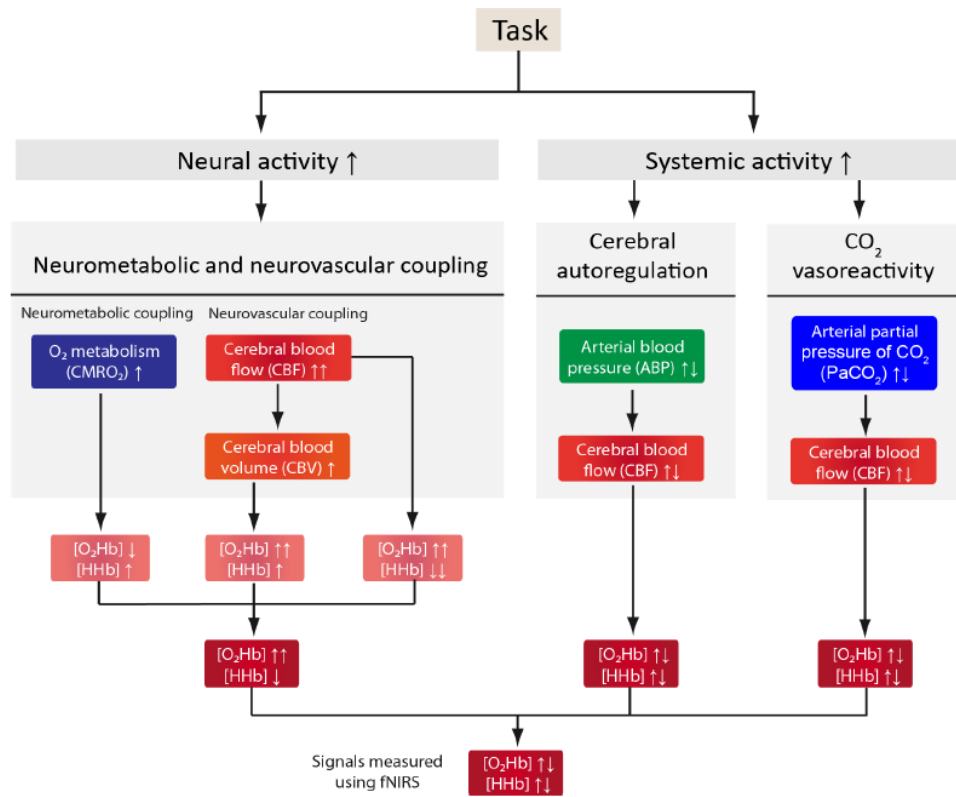 Task
Neural activity ↑
Systemic activity ↑
Neurometabolic and neurovascular coupling
Neurometabolic coupling
O₂ metabolism
(CMRO₂) ↑
Neurovascular coupling
Cerebral blood
flow (CBF) ↑↑
Cerebral blood
volume (CBV) ↑
Cerebral
autoregulation
Arterial blood
pressure (ABP) ↑↓
Cerebral blood
flow (CBF) ↑↓
CO₂
vasoreactivity
Arterial partial
pressure of CO₂
(PaCO₂) ↑↓
Cerebral blood
flow (CBF) ↑↓
[O₂Hb] ↓
[HHb] ↑
[O₂Hb] ↑↑
[HHb] ↑
[O₂Hb] ↑↑
[HHb] ↓↓
[O₂Hb] ↑↑
[HHb] ↓
[O₂Hb] ↑↓
[HHb] ↑↓
[O₂Hb] ↑↓
[HHb] ↑↓
Signals measured
using fNIRS
[O₂Hb] ↑↓
[HHb] ↑↓